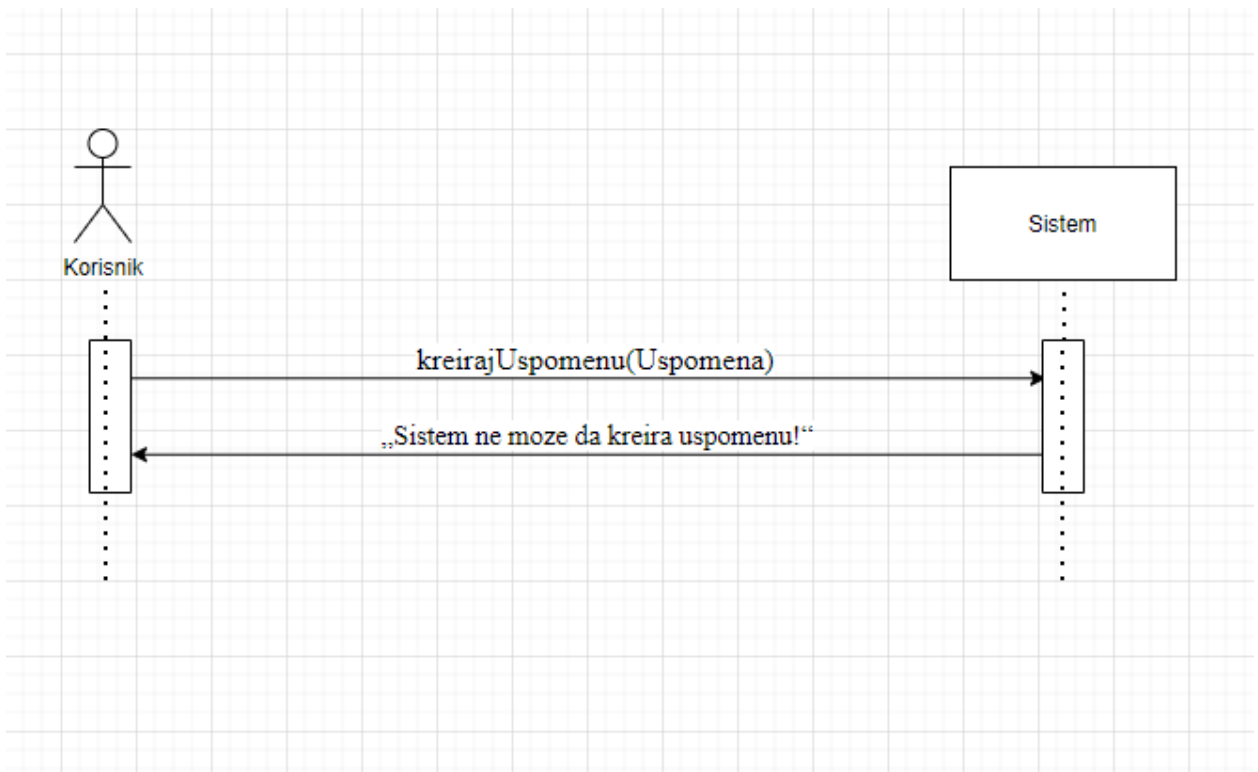 Korisnik
Sistem
kreirajUspomenu(Uspomena)
„Sistem ne moze da kreira uspomenu!“